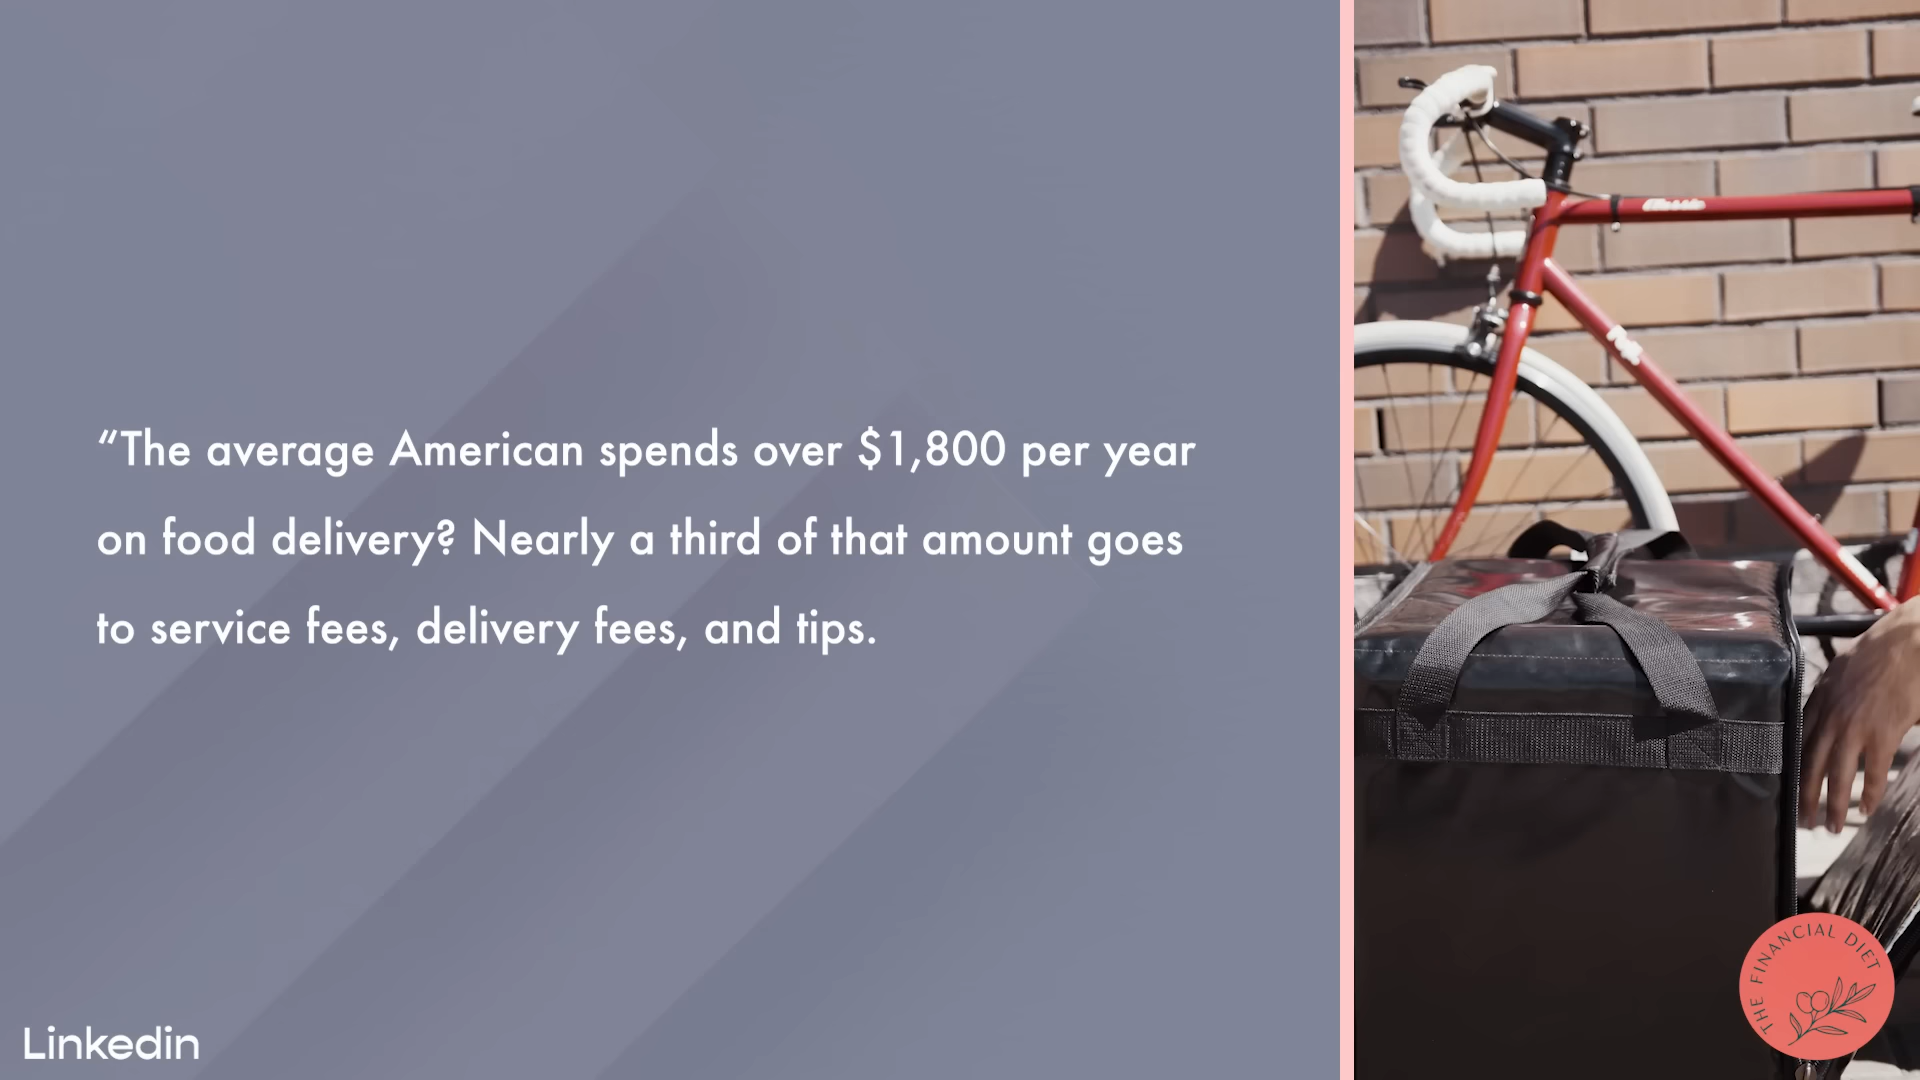 “The average American spends over $1,800 per year
on food delivery? Nearly a third of that amount goes
to service fees, delivery fees, and tips.
Linkedin
Classic
THE FINANCIAL DIET